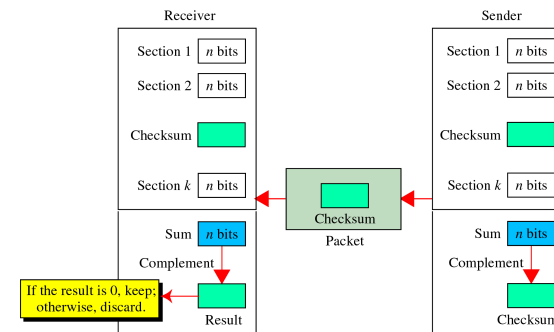 Receiver
Sender
Section 1 n bits
Section 1 n bits
Section 2 n bits
Section 2 n bits
Checksum
Checksum
Section k n bits
Section k n bits
Checksum
Packet
Sum n bits
Sum n bits
Complement
Complement
If the result is 0, keep;
otherwise, discard.
Result
Checksum